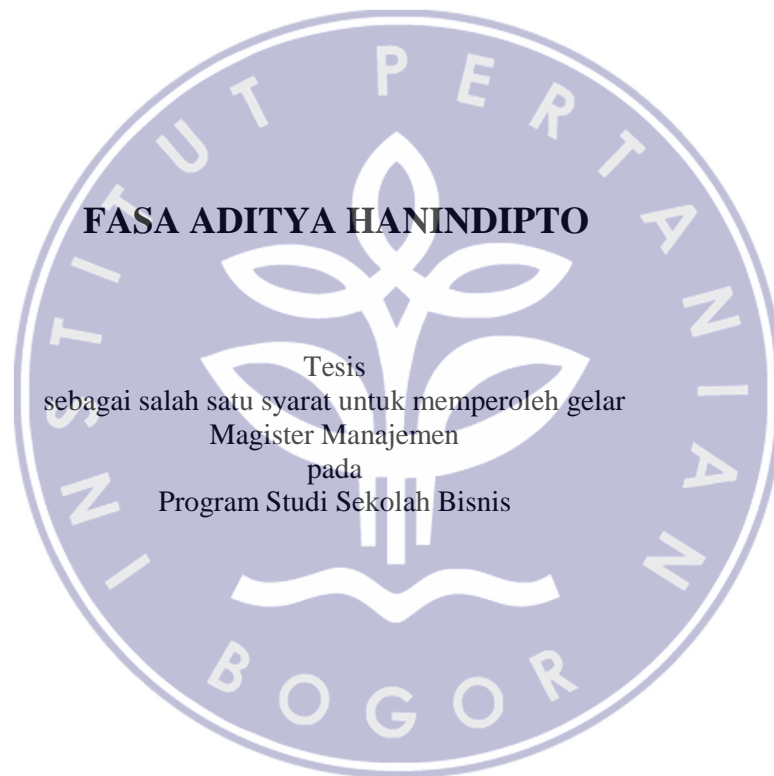 INSTITUT PERTANIAN
BOGOR
FASA ADITYA HANINDIPTO
Tesis
sebagai salah satu syarat untuk memperoleh gelar
Magister Manajemen
pada
Program Studi Sekolah Bisnis